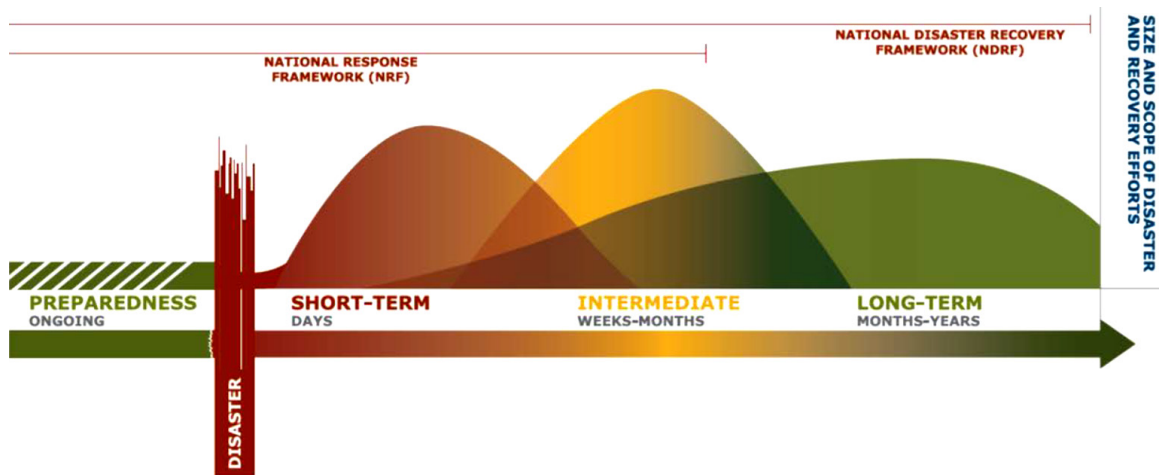 NATIONAL DISASTER RECOVERY
FRAMEWORK (NDRF)
NATIONAL RESPONSE
FRAMEWORK (NRF)
SIZE AND SCOPE OF DISASTER
AND RECOVERY EFFORTS
PREPAREDNESS
ONGOING
SHORT-TERM
DAYS
INTERMEDIATE
WEEKS-MONTHS
LONG-TERM
MONTHS-YEARS
DISASTER